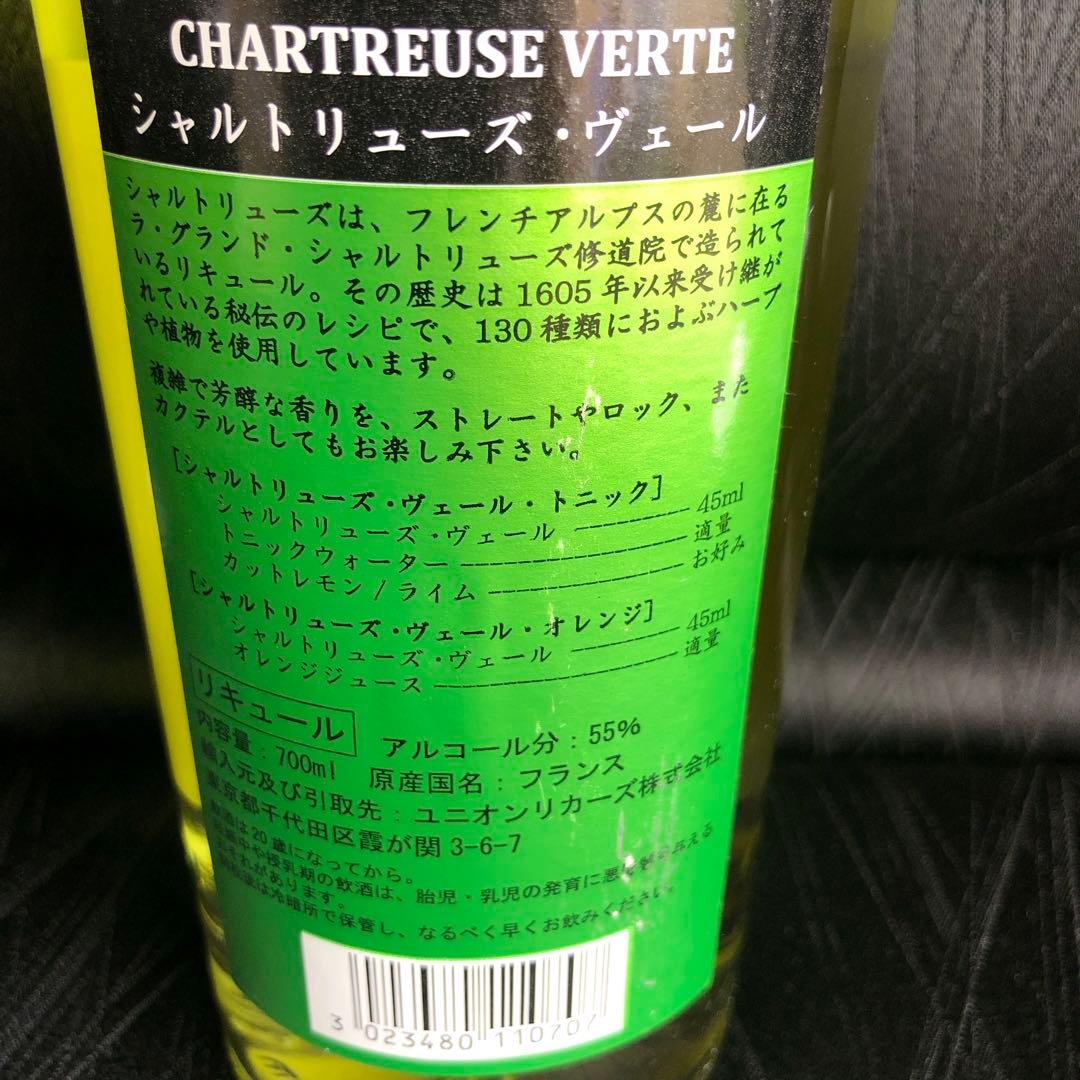 CHARTREUSE VERTE
シャルトリューズ・ヴェール
シャルトリューズは、フレンチアルプスの麓に在る
ラ・グランド・シャルトリューズ修道院で造られて
いるリキュール。その歴史は1605年以来受け継が
れている秘伝のレシピで、130種類におよぶハーブ
や植物を使用しています。
複雑で芳醇な香りを、ストレートやロック、また
カクテルとしてもお楽しみ下さい。
[シャルトリューズ・ヴェール・トニック]
シャルトリューズ・ヴェール ---------- 45ml
トニックウォーター ---------- 適量
カットレモン/ライム ---------- お好み
[シャルトリューズ・ヴェール・オレンジ]
シャルトリューズ・ヴェール ---------- 45ml
オレンジジュース ---------- 適量
リキュール アルコール分:55%
内容量:700ml 原産国名:フランス
輸入元及び引取先:ユニオンリカーズ株式会社
東京都千代田区霞が関3-6-7
飲酒は20歳になってから。
妊娠中や授乳期の飲酒は、胎児・乳児の発育に悪影響を与える
おそれがあります。
開栓後は冷暗所で保管し、なるべく早くお飲みください。
3 023480 110707